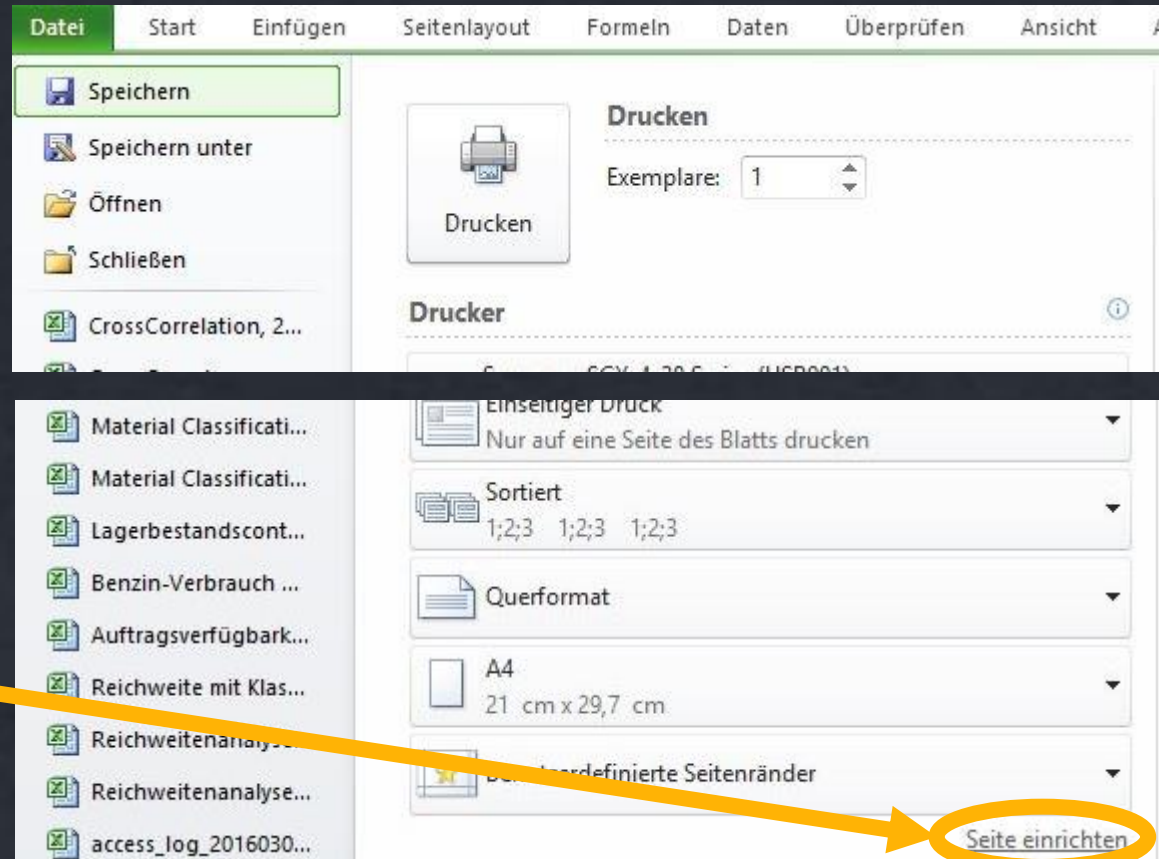 Datei Start Einfügen Seitenlayout Formeln Daten Überprüfen Ansicht
Speichern
Speichern unter
Öffnen
Schließen
CrossCorrelation, 2...
Drucken
Drucken
Exemplare: 1
Drucker
Material Classificati...
Material Classificati...
Lagerbestandscont...
Benzin-Verbrauch ...
Auftragsverfügbark...
Reichweite mit Klas...
Reichweitenanalyse...
Reichweitenanalyse...
access_log_2016030...
Einseitiger Druck
Nur auf eine Seite des Blatts drucken
Sortiert
1;2;3 1;2;3 1;2;3
Querformat
A4
21 cm x 29,7 cm
Benutzerdefinierte Seitenränder
Seite einrichten